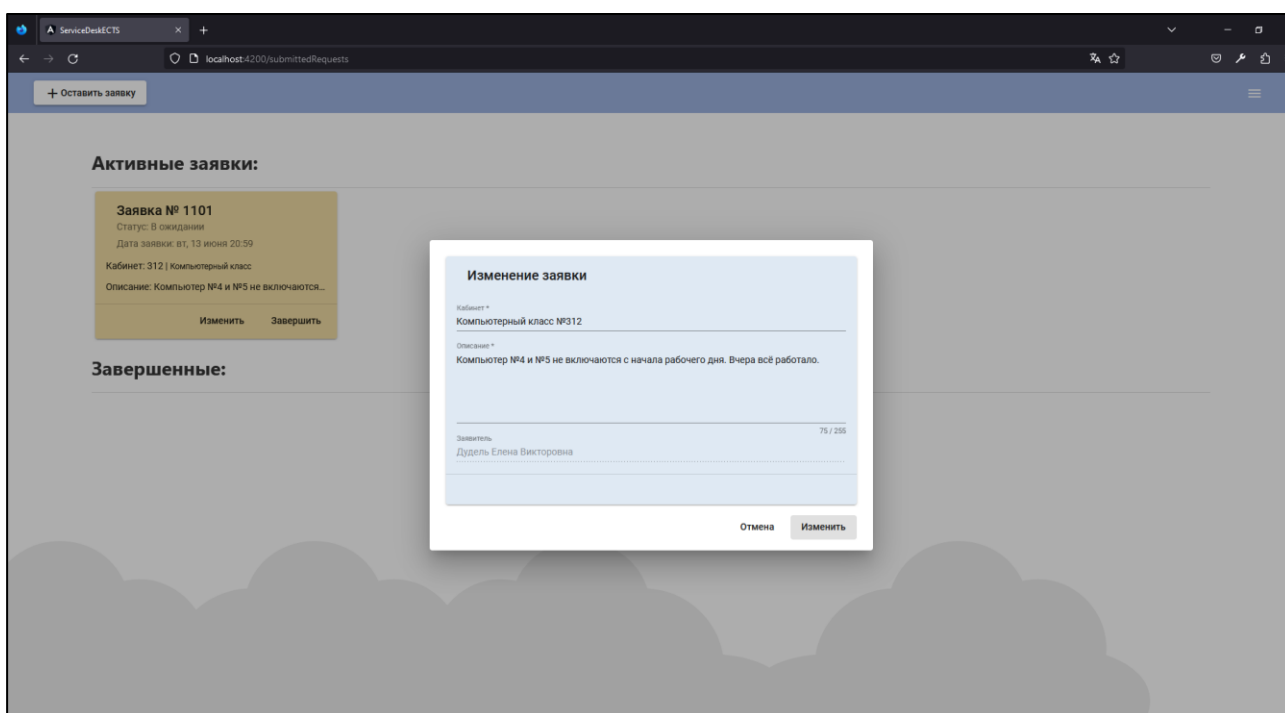 ServiceDeskECTS
localhost:4200/submittedRequests
Оставить заявку
Активные заявки:
Заявка № 1101
Статус: В ожидании
Дата заявки: вт, 13 июня 20:59
Кабинет: 312 | Компьютерный класс
Описание: Компьютер №4 и №5 не включаются...
Изменить Завершить
Завершенные:
Изменение заявки
Кабинет *
Компьютерный класс №312
Описание *
Компьютер №4 и №5 не включаются с начала рабочего дня. Вчера всё работало.
75 / 255
Заявитель
Дудель Елена Викторовна
Отмена Изменить